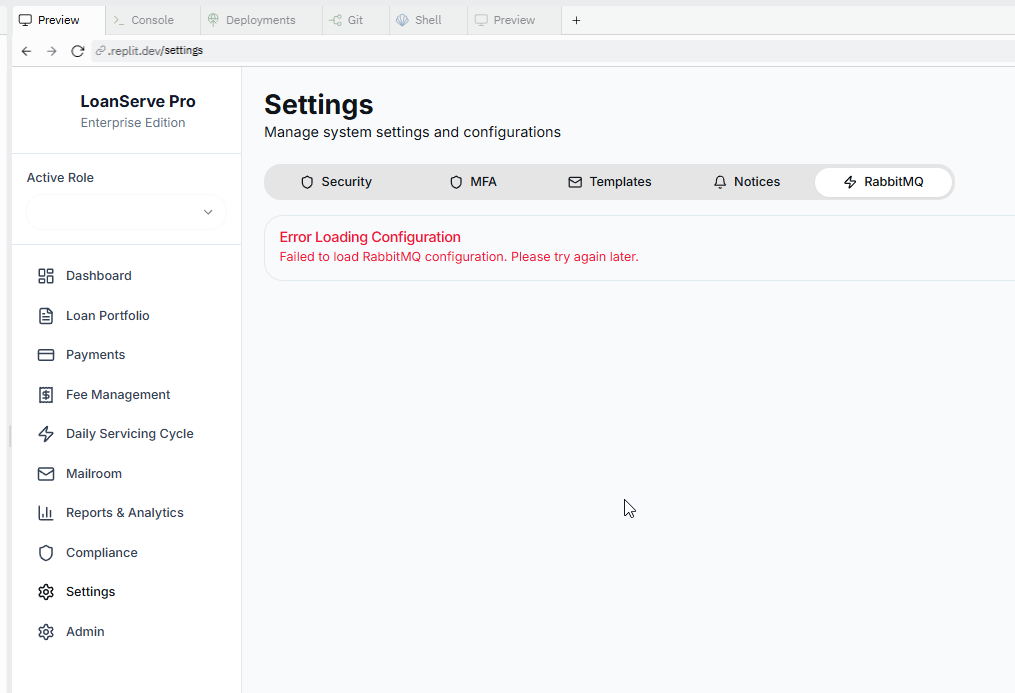 Preview
Console
Deployments
Git
Shell
Preview
.replit.dev/settings
LoanServe Pro
Enterprise Edition
Active Role
Dashboard
Loan Portfolio
Payments
Fee Management
Daily Servicing Cycle
Mailroom
Reports & Analytics
Compliance
Settings
Admin
Settings
Manage system settings and configurations
Security
MFA
Templates
Notices
RabbitMQ
Error Loading Configuration
Failed to load RabbitMQ configuration. Please try again later.